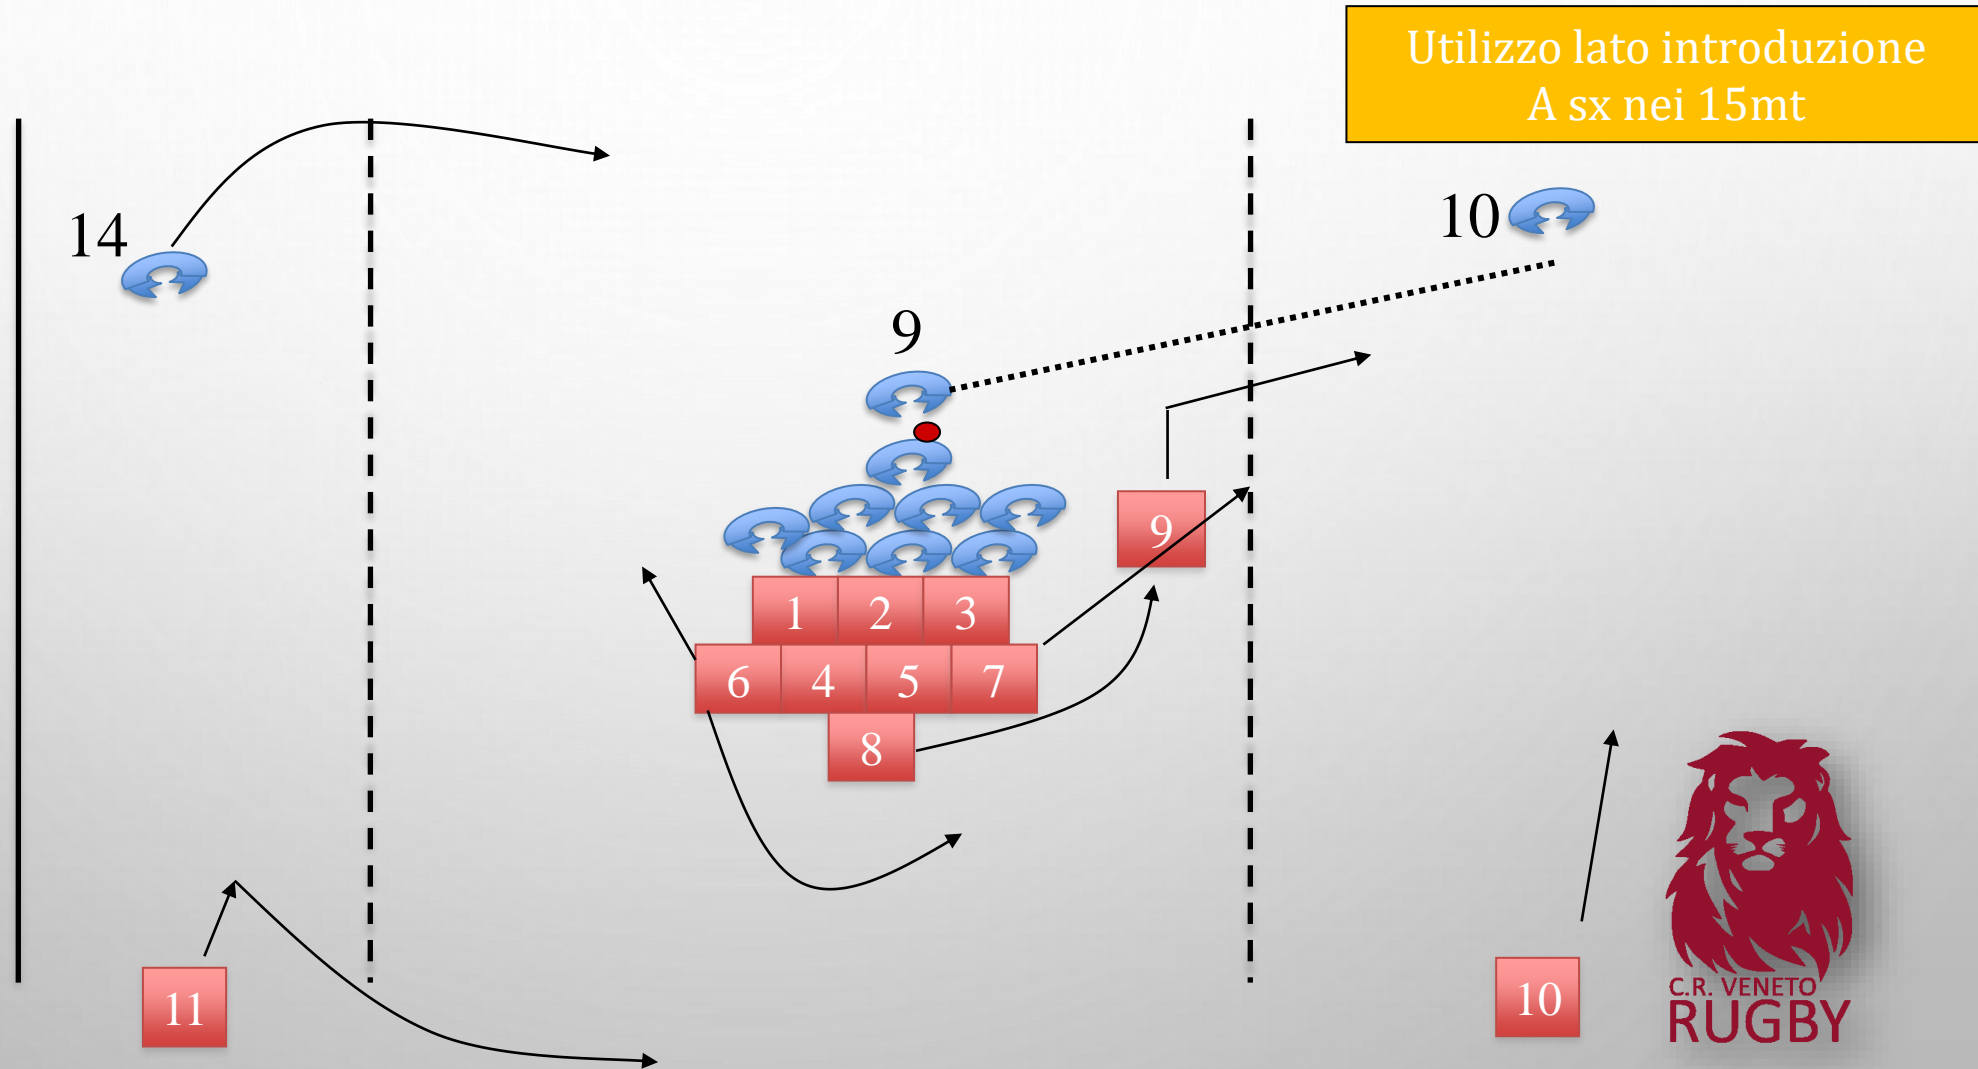 Utilizzo lato introduzione
A sx nei 15mt
14
10
9
9
1 2 3
6 4 5 7
8
11
10
C.R. VENETO
RUGBY